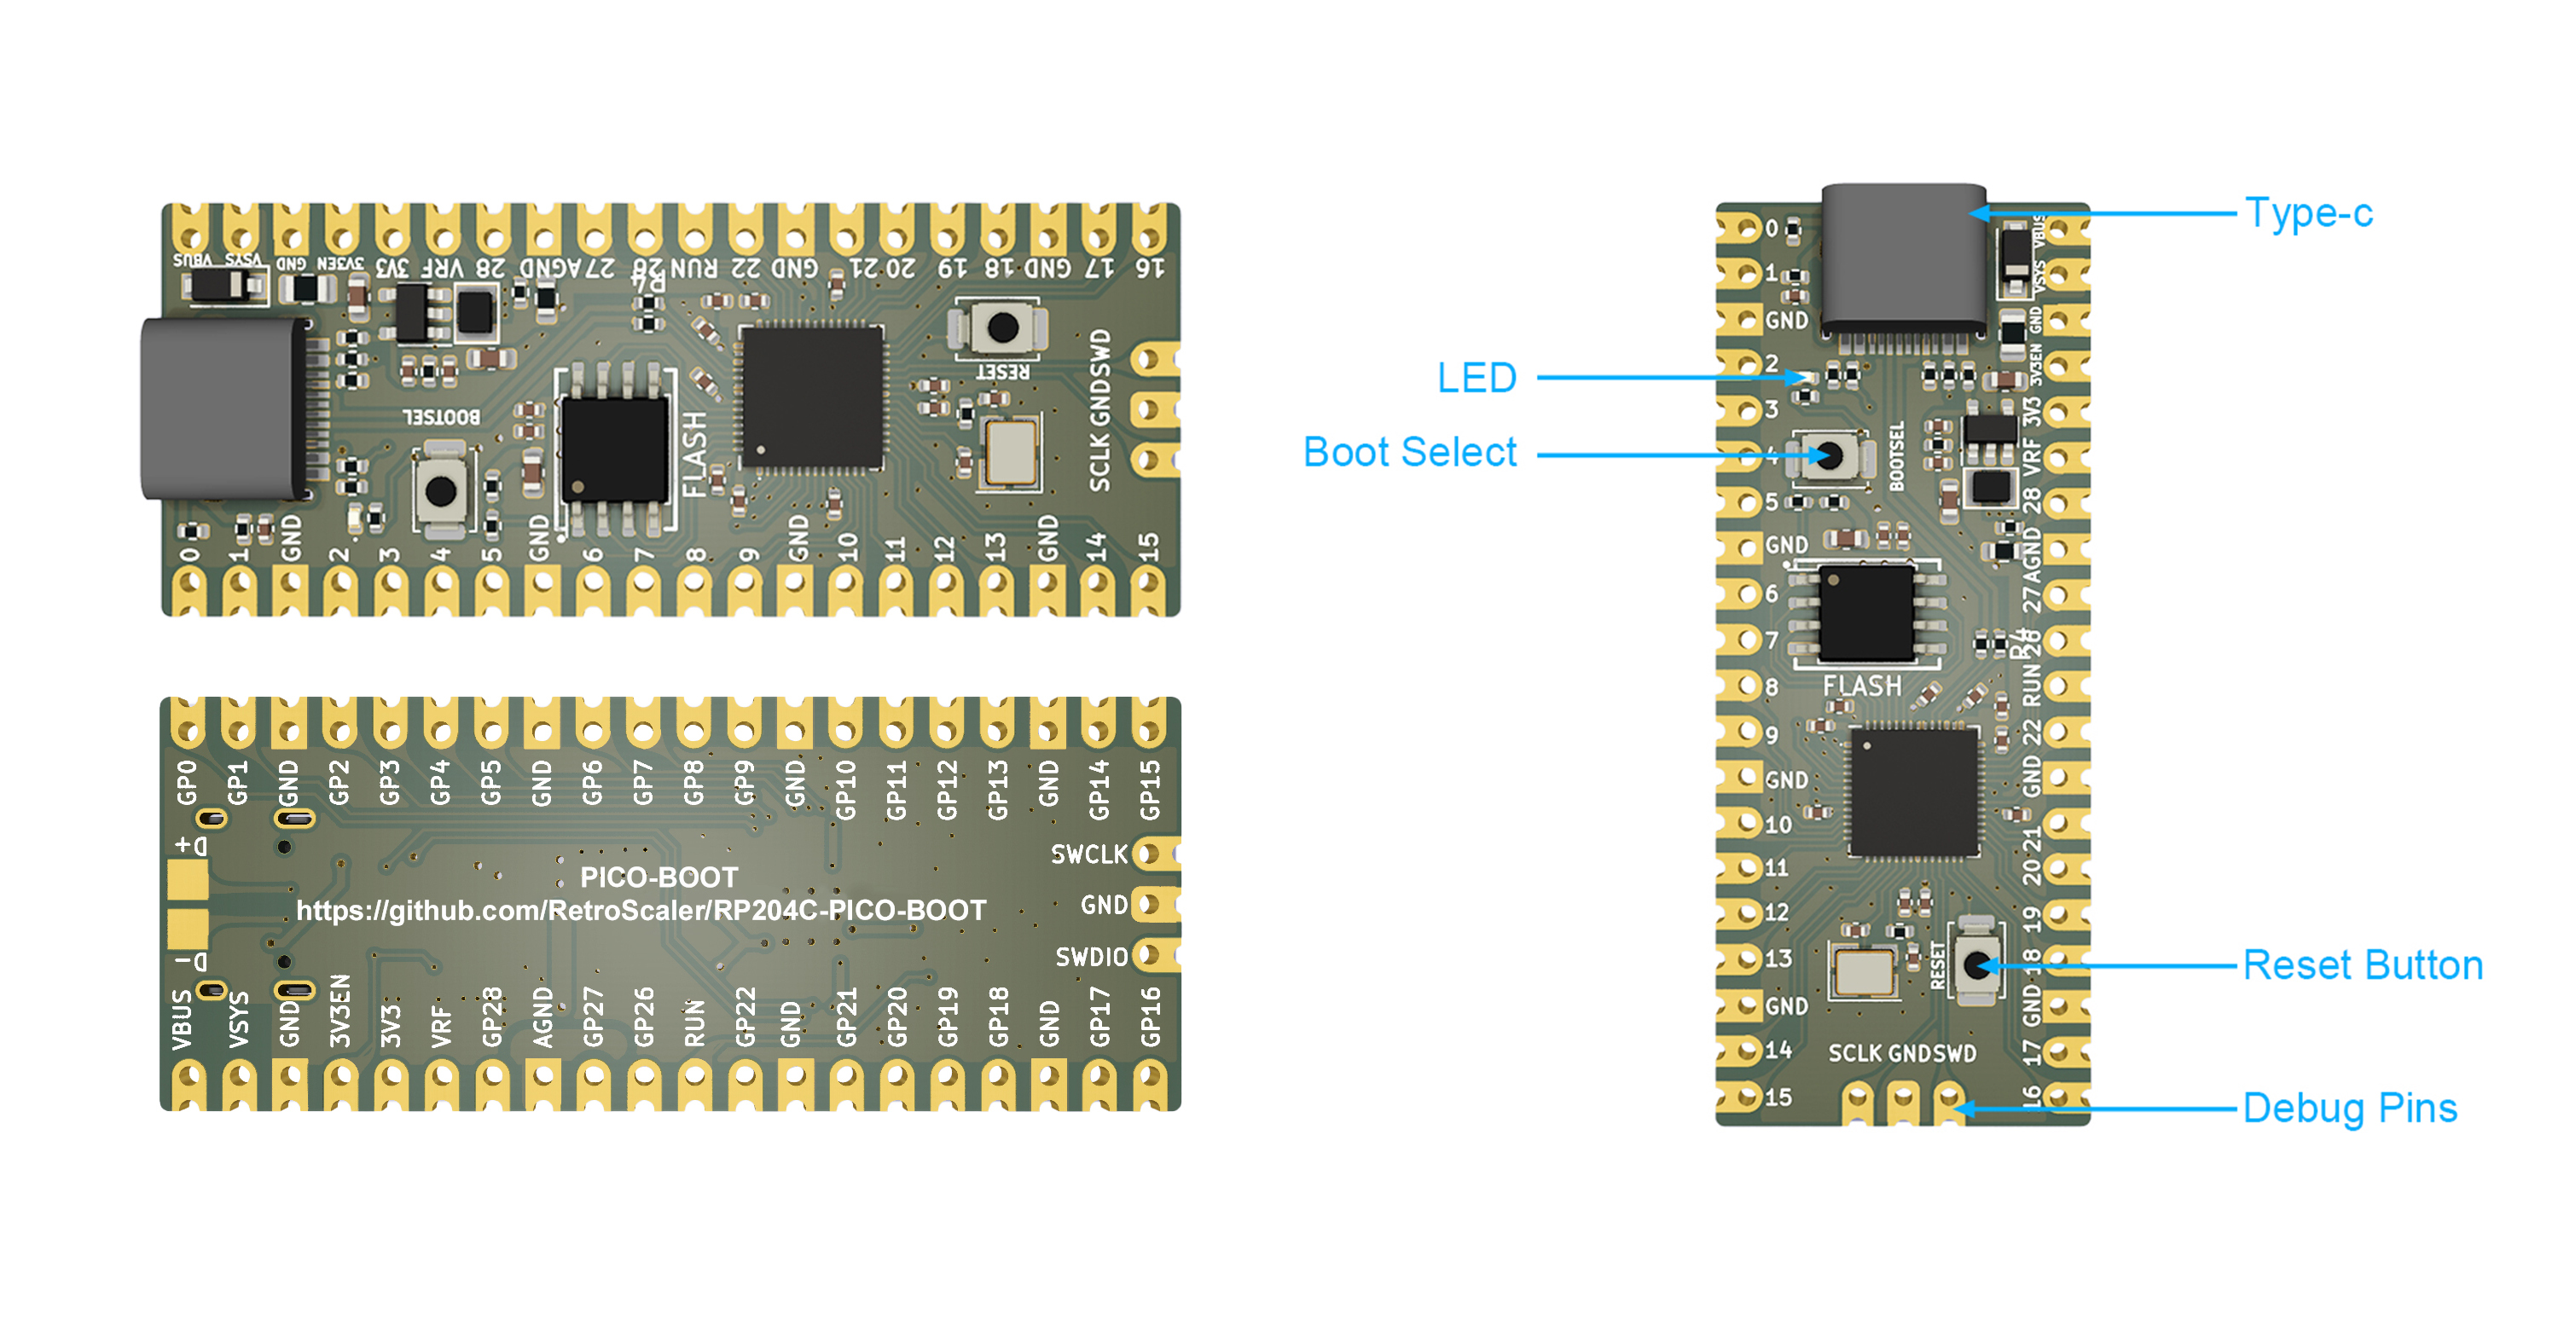 VBUS VSYS GND 3V3EN 3V3 VRF 28 AGND 27 26 RUN 22 GND 21 20 19 18 GND 17 16
R4
RESET
BOOTSEL
FLASH
SCLK GND SWD
0 1 GND 2 3 4 5 GND 6 7 8 9 GND 10 11 12 13 GND 14 15
GP0 GP1 GND GP2 GP3 GP4 GP5 GND GP6 GP7 GP8 GP9 GND GP10 GP11 GP12 GP13 GND GP14 GP15
D+
D-
SWCLK
GND
SWDIO
PICO-BOOT
https://github.com/RetroScaler/RP204C-PICO-BOOT
VBUS VSYS GND 3V3EN 3V3 VRF GP28 AGND GP27 GP26 RUN GP22 GND GP21 GP20 GP19 GP18 GND GP17 GP16
Type-c
LED
Boot Select
Reset Button
Debug Pins
0
1
GND
2
3
4
5
GND
6
7
8
9
GND
10
11
12
13
GND
14
15
VBUS
VSYS
GND
3V3EN
3V3
VRF
28
AGND
27
26
RUN
22
GND
21
20
19
18
GND
17
16
BOOTSEL
FLASH
R4
RESET
SCLK GND SWD